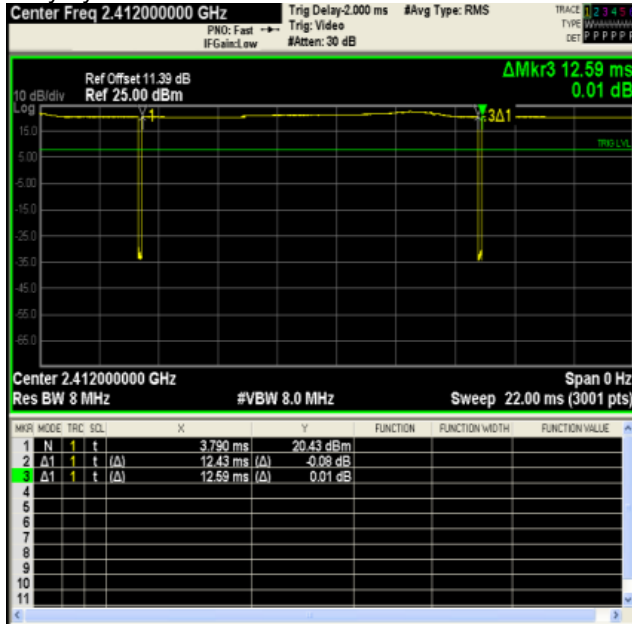 Center Freq 2.412000000 GHz
PNO: Fast
IFGain:Low
Trig Delay-2.000 ms
Trig: Video
#Atten: 30 dB
#Avg Type: RMS
TRACE 1 2 3 4 5
TYPE
DET P P P P P
Ref Offset 11.39 dB
10 dB/div Ref 25.00 dBm
Log
ΔMkr3 12.59 ms
0.01 dB
1
3Δ1
TRIG LVL
15.0
5.00
-5.00
-15.0
-25.0
-35.0
-45.0
-55.0
-65.0
Center 2.412000000 GHz Span 0 Hz
Res BW 8 MHz #VBW 8.0 MHz Sweep 22.00 ms (3001 pts)
MKR MODE TRC SCL X Y FUNCTION FUNCTION WIDTH FUNCTION VALUE
1 N 1 t 3.790 ms 20.43 dBm
2 Δ1 1 t (Δ) 12.43 ms (Δ) -0.08 dB
3 Δ1 1 t (Δ) 12.59 ms (Δ) 0.01 dB
4
5
6
7
8
9
10
11